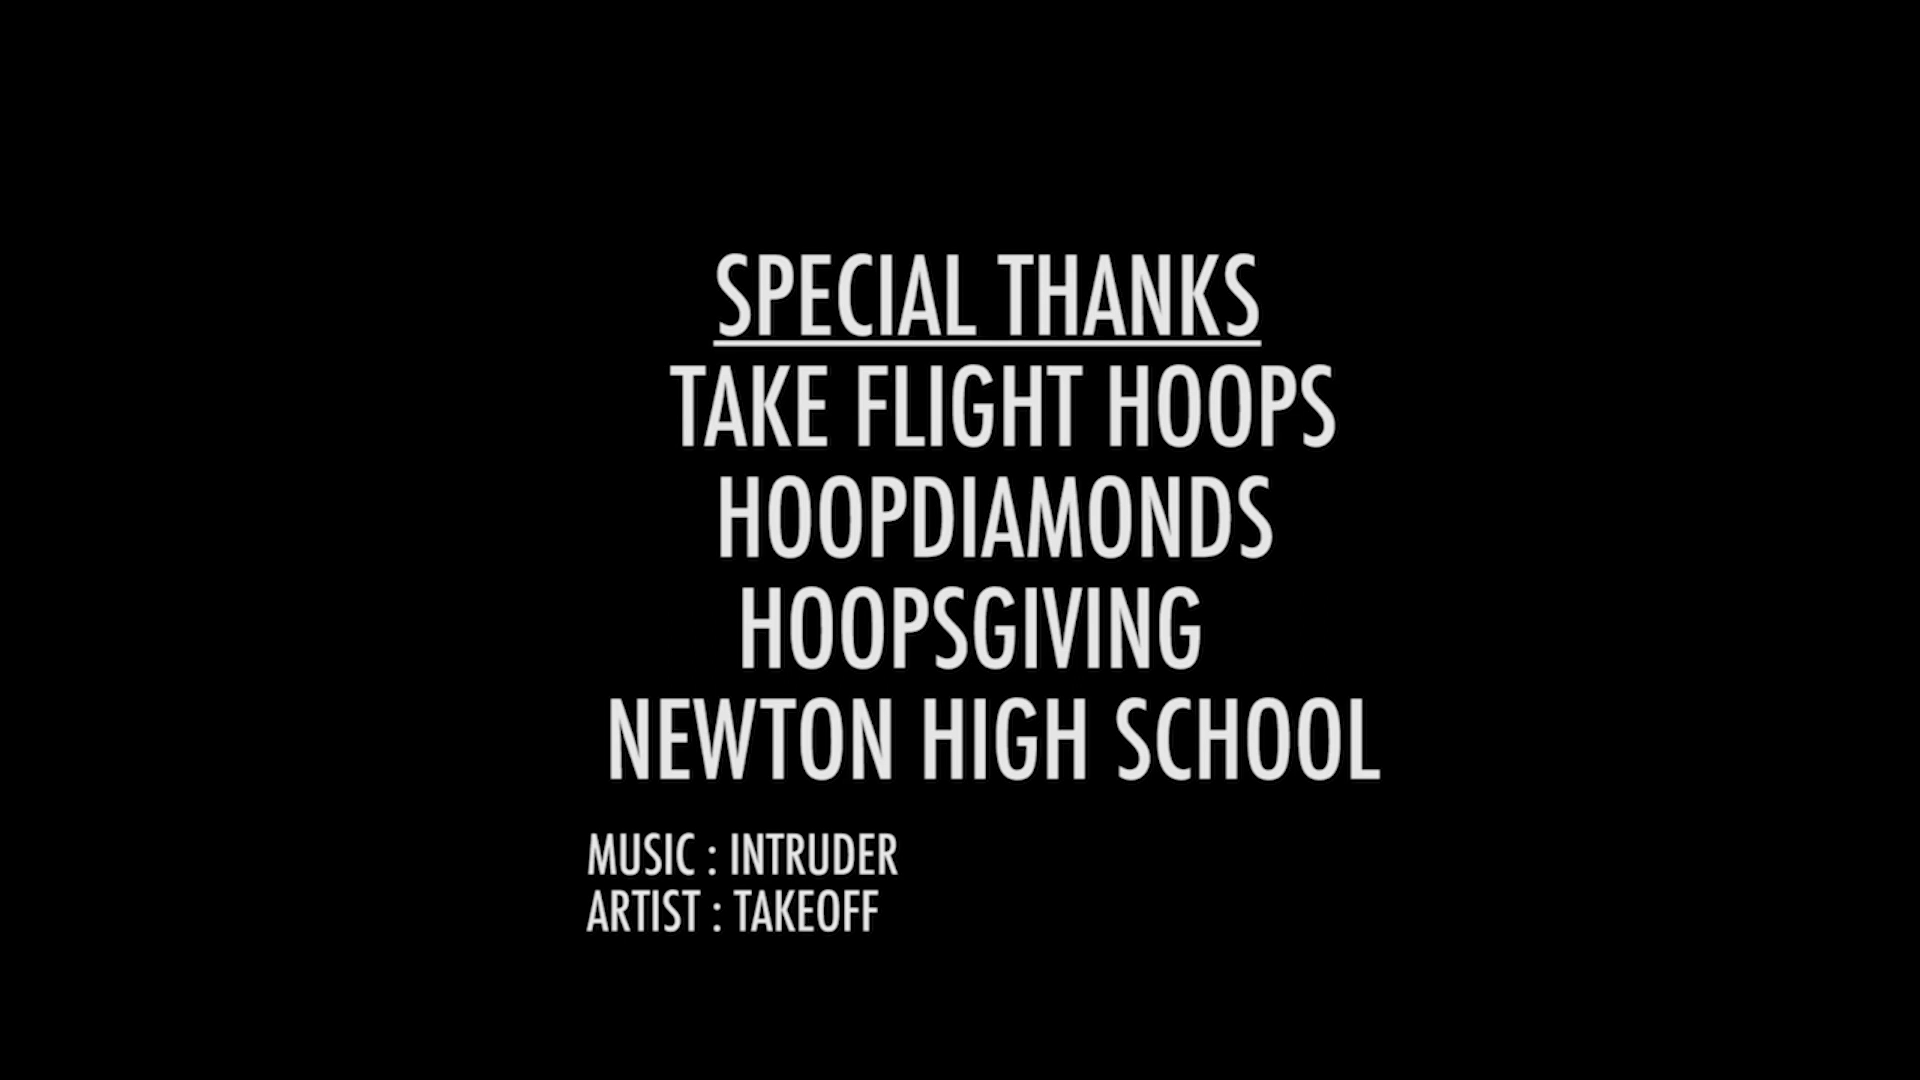 SPECIAL THANKS
TAKE FLIGHT HOOPS
HOOPDIAMONDS
HOOPSGIVING
NEWTON HIGH SCHOOL
MUSIC : INTRUDER
ARTIST : TAKEOFF